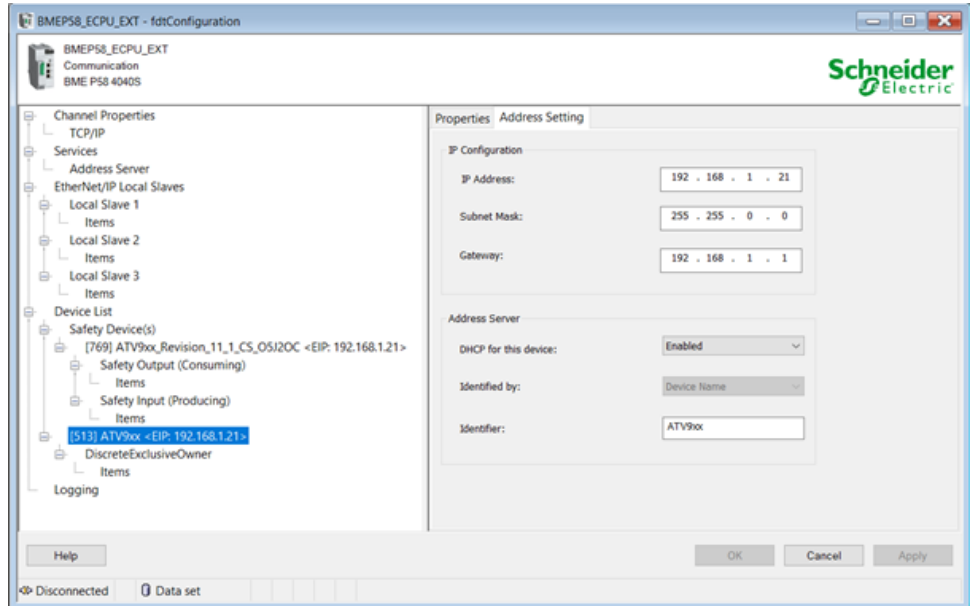 BMEP58_ECPU_EXT - fdtConfiguration
BMEP58_ECPU_EXT
Communication
BME P58 4040S
Schneider
Electric
Channel Properties
TCP/IP
Services
Address Server
EtherNet/IP Local Slaves
Local Slave 1
Items
Local Slave 2
Items
Local Slave 3
Items
Device List
Safety Device(s)
[769] ATV9xx_Revision_11_1_CS_O5J2OC <EIP: 192.168.1.21>
Safety Output (Consuming)
Items
Safety Input (Producing)
Items
[513] ATV9xx <EIP: 192.168.1.21>
DiscreteExclusiveOwner
Items
Logging
Properties Address Setting
IP Configuration
IP Address: 192 . 168 . 1 . 21
Subnet Mask: 255 . 255 . 0 . 0
Gateway: 192 . 168 . 1 . 1
Address Server
DHCP for this device: Enabled
Identified by: Device Name
Identifier: ATV9xx
Help OK Cancel Apply
Disconnected Data set